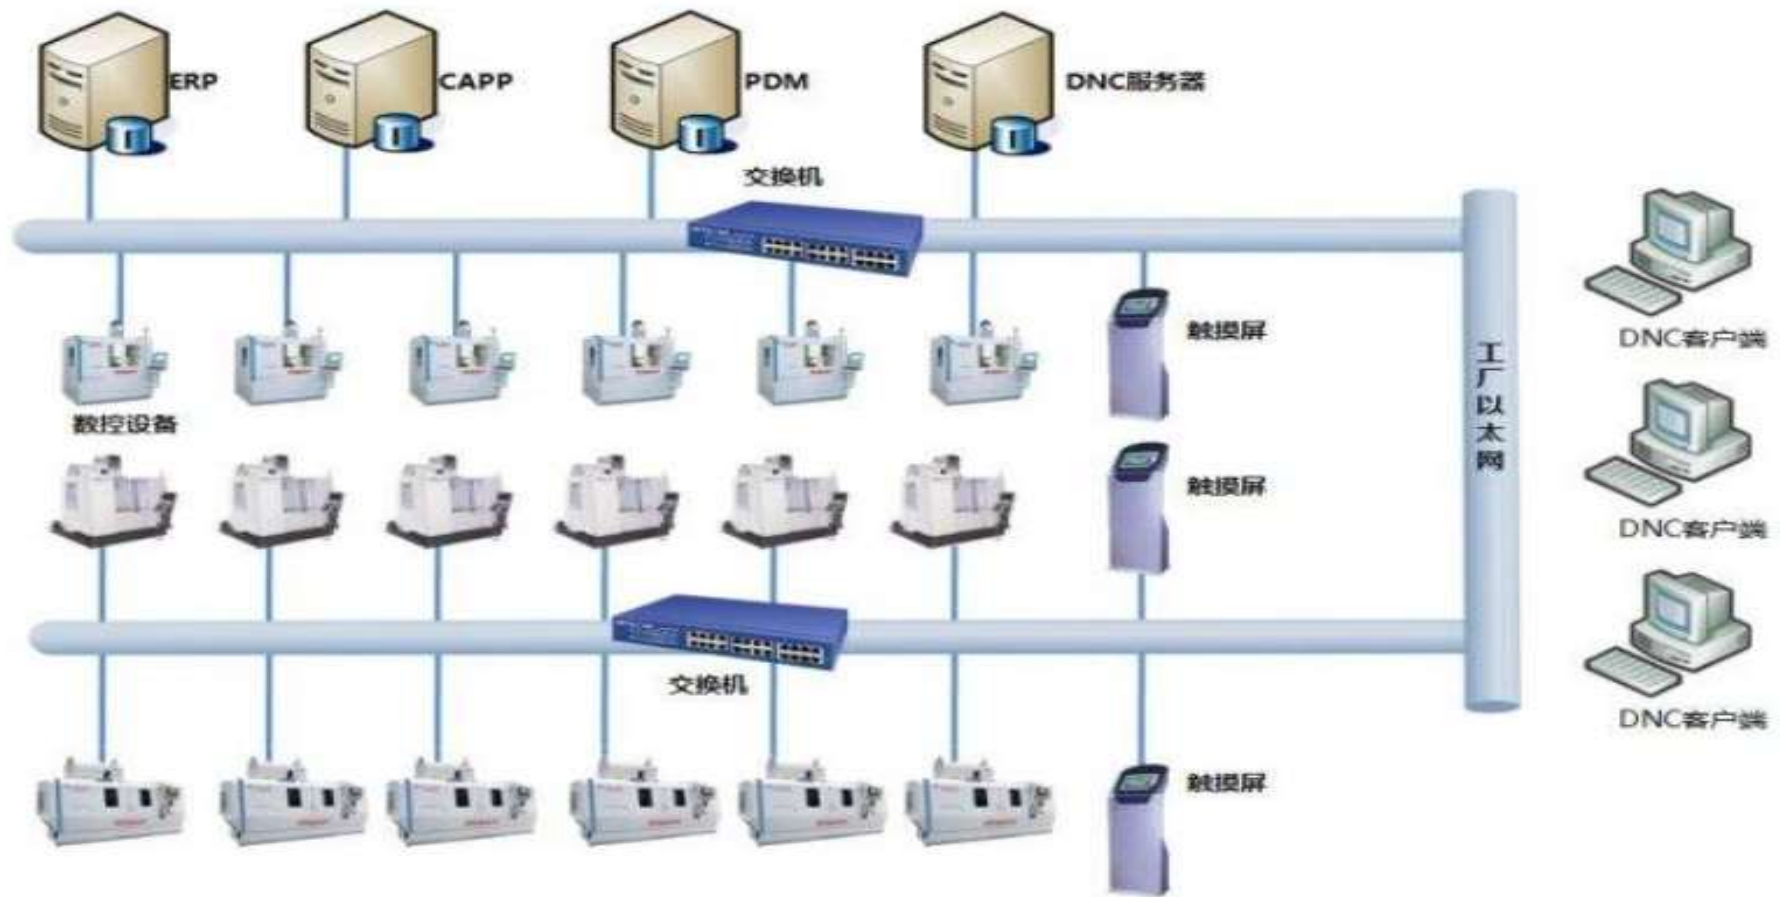 ERP
CAPP
PDM
DNC服务器
交换机
触摸屏
DNC客户端
数控设备
工厂以太网
触摸屏
DNC客户端
交换机
DNC客户端
触摸屏